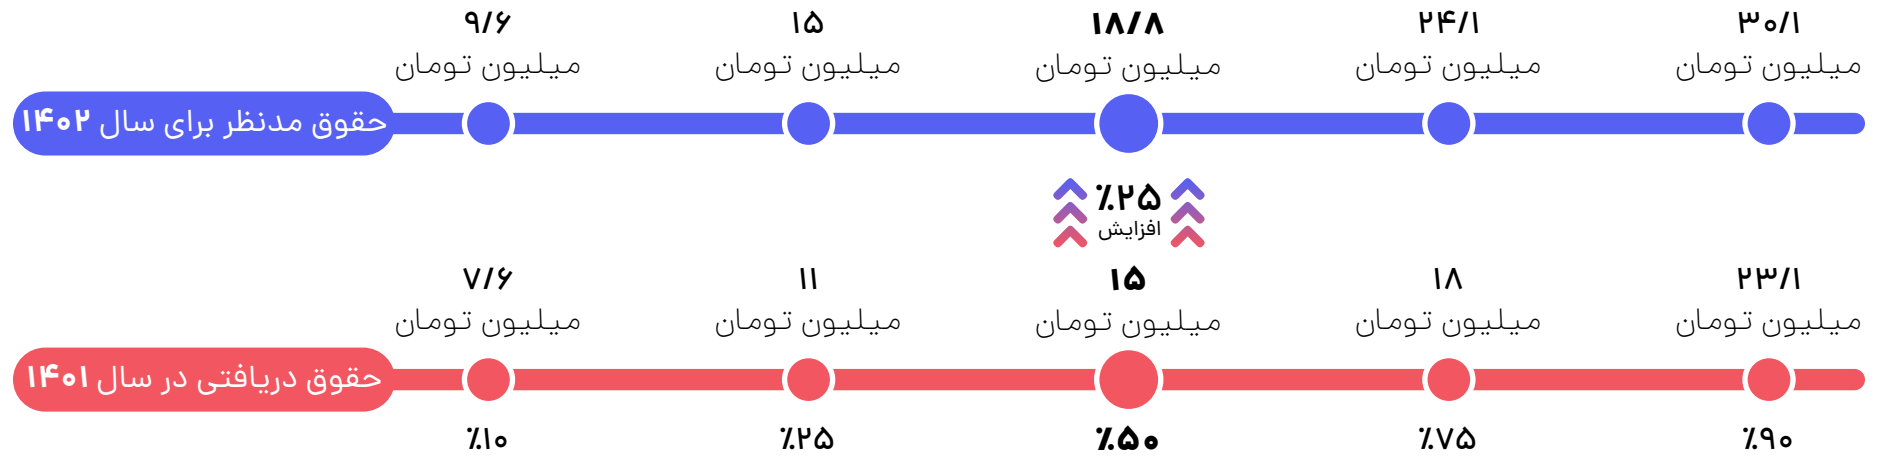 ۹/۶
میلیون تومان
۱۵
میلیون تومان
۱۸/۸
میلیون تومان
۲۴/۱
میلیون تومان
۳۰/۱
میلیون تومان
حقوق مدنظر برای سال ۱۴۰۲
٪۲۵
افزایش
۷/۶
میلیون تومان
۱۱
میلیون تومان
۱۵
میلیون تومان
۱۸
میلیون تومان
۲۳/۱
میلیون تومان
حقوق دریافتی در سال ۱۴۰۱
٪۱۰
٪۲۵
٪۵۰
٪۷۵
٪۹۰